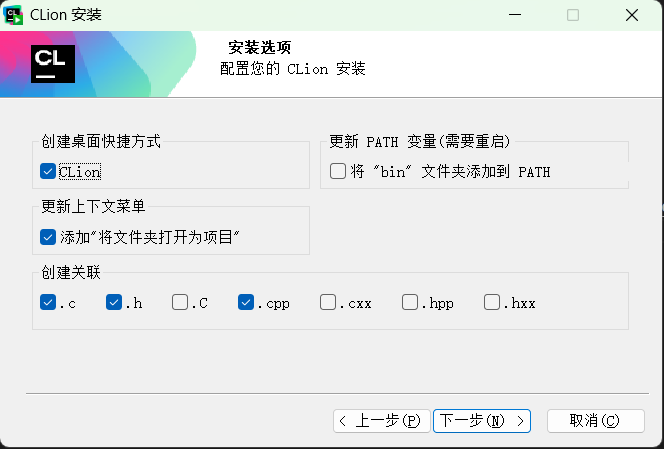 CLion 安装
CL
安装选项
配置您的 CLion 安装
创建桌面快捷方式
CLion
更新 PATH 变量(需要重启)
将 "bin" 文件夹添加到 PATH
更新上下文菜单
添加"将文件夹打开为项目"
创建关联
.c .h .C .cpp .cxx .hpp .hxx
< 上一步(P) 下一步(N) > 取消(C)